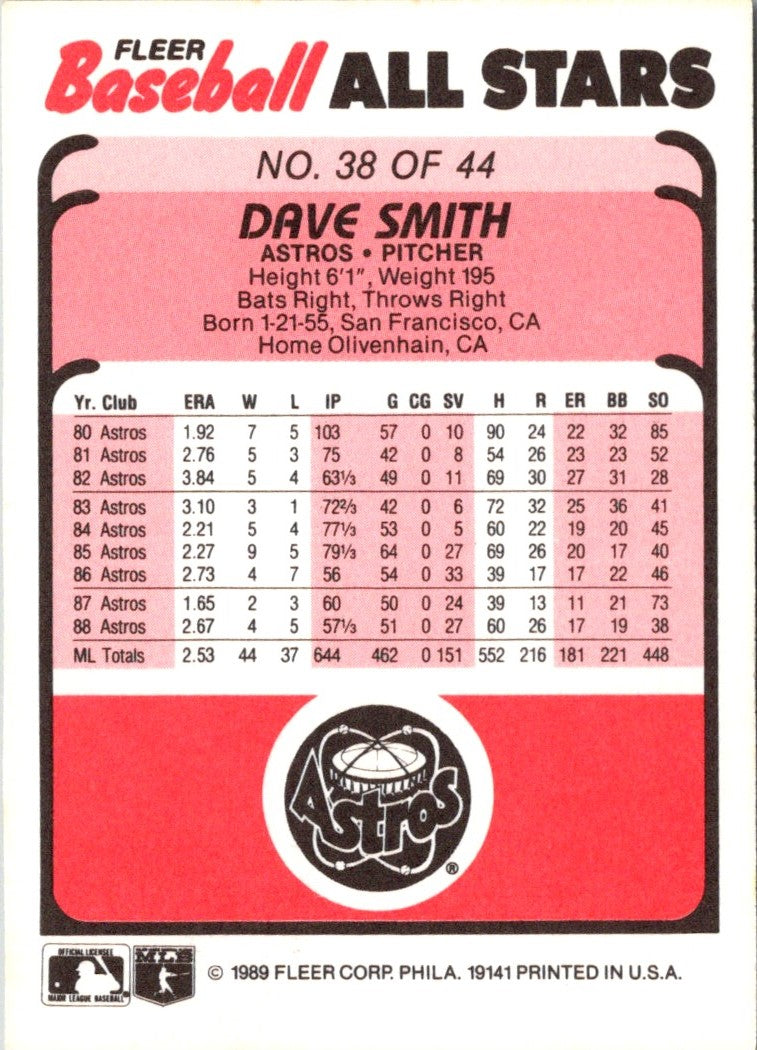 FLEER
Baseball ALL STARS
NO. 38 OF 44
DAVE SMITH
ASTROS • PITCHER
Height 6'1", Weight 195
Bats Right, Throws Right
Born 1-21-55, San Francisco, CA
Home Olivenhain, CA
Yr. Club ERA W L IP G CG SV H R ER BB SO
80 Astros 1.92 7 5 103 57 0 10 90 24 22 32 85
81 Astros 2.76 5 3 75 42 0 8 54 26 23 23 52
82 Astros 3.84 5 4 63⅓ 49 0 11 69 30 27 31 28
83 Astros 3.10 3 1 72⅔ 42 0 6 72 32 25 36 41
84 Astros 2.21 5 4 77⅓ 53 0 5 60 22 19 20 45
85 Astros 2.27 9 5 79⅓ 64 0 27 69 26 20 17 40
86 Astros 2.73 4 7 56 54 0 33 39 17 17 22 46
87 Astros 1.65 2 3 60 50 0 24 39 13 11 21 73
88 Astros 2.67 4 5 57⅓ 51 0 27 60 26 17 19 38
ML Totals 2.53 44 37 644 462 0 151 552 216 181 221 448
Astros
®
OFFICIAL LICENSEE
MAJOR LEAGUE BASEBALL
MLS
© 1989 FLEER CORP. PHILA. 19141 PRINTED IN U.S.A.